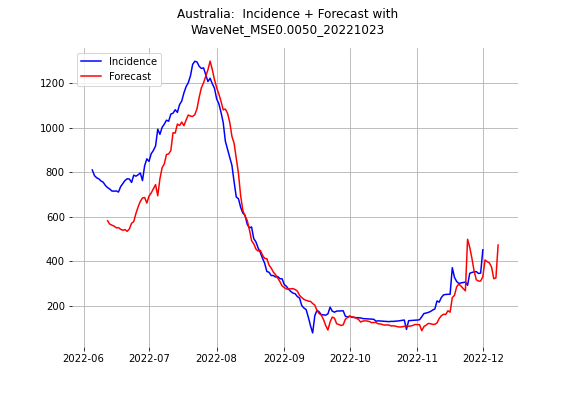 Australia:  Incidence + Forecast with
WaveNet_MSE0.0050_20221023
Incidence
Forecast
1200
1000
800
600
400
200
2022-06 2022-07 2022-08 2022-09 2022-10 2022-11 2022-12